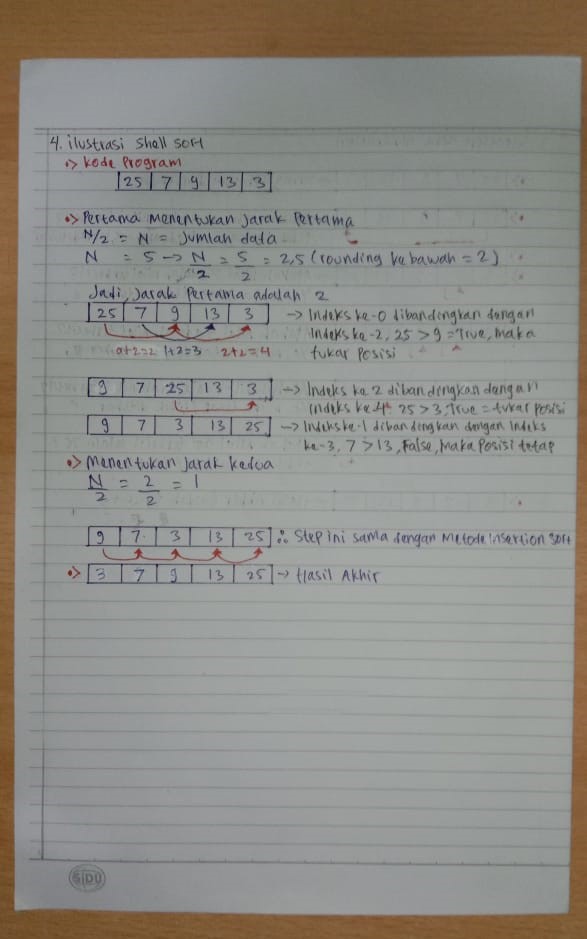 4. ilustrasi shell sort
•> kode Program
25 | 7 | 9 | 13 | 3
•> Pertama menentukan jarak Pertama
N/2 = N = Jumlah data
N = 5 -> N/2 = 5/2 = 2,5 (rounding ke bawah = 2)
Jadi, jarak Pertama adalah 2
25 | 7 | 9 | 13 | 3 -> Indeks ke-0 dibandingkan dengan
Indeks ke-2, 25 > 9 = True, maka
0+2=2 1+2=3 2+2=4 tukar Posisi
9 | 7 | 25 | 13 | 3 -> Indeks ke 2 dibandingkan dengan
indeks ke 4 25 > 3, True = tukar Posisi
9 | 7 | 3 | 13 | 25 -> Indeks ke-1 dibandingkan dengan Indeks
ke-3, 7 > 13, False, maka Posisi tetap
•> Menentukan jarak kedua
N/2 = 2/2 = 1
9 | 7 | 3 | 13 | 25 ∴ Step ini sama dengan Metode insertion sort
•> 3 | 7 | 9 | 13 | 25 -> Hasil Akhir
SIDU